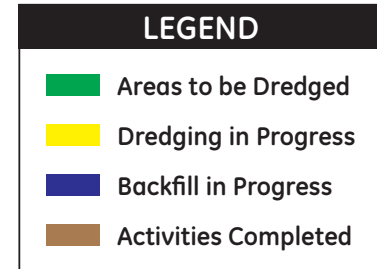 LEGEND
Areas to be Dredged
Dredging in Progress
Backfill in Progress
Activities Completed